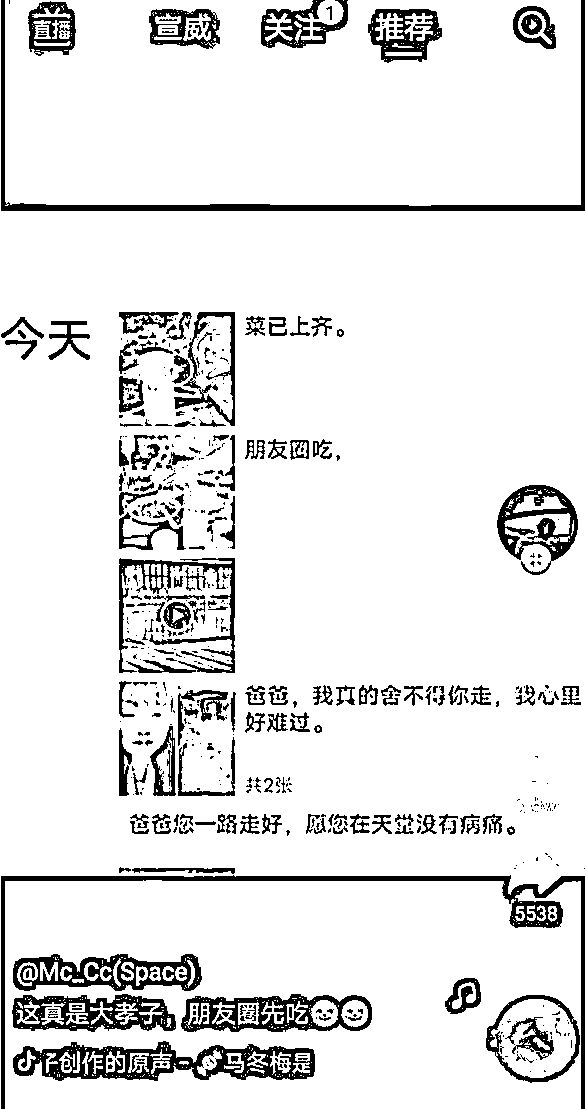 直播 宣威 关注 1 推荐
今天
菜已上齐。
朋友圈吃，
爸爸，我真的舍不得你走，我心里
好难过。
共2张
爸爸您一路走好，愿您在天堂没有病痛。
5538
@Mc_Cc(Space)
这真是大孝子，朋友圈先吃
创作的原声 - 马冬梅是